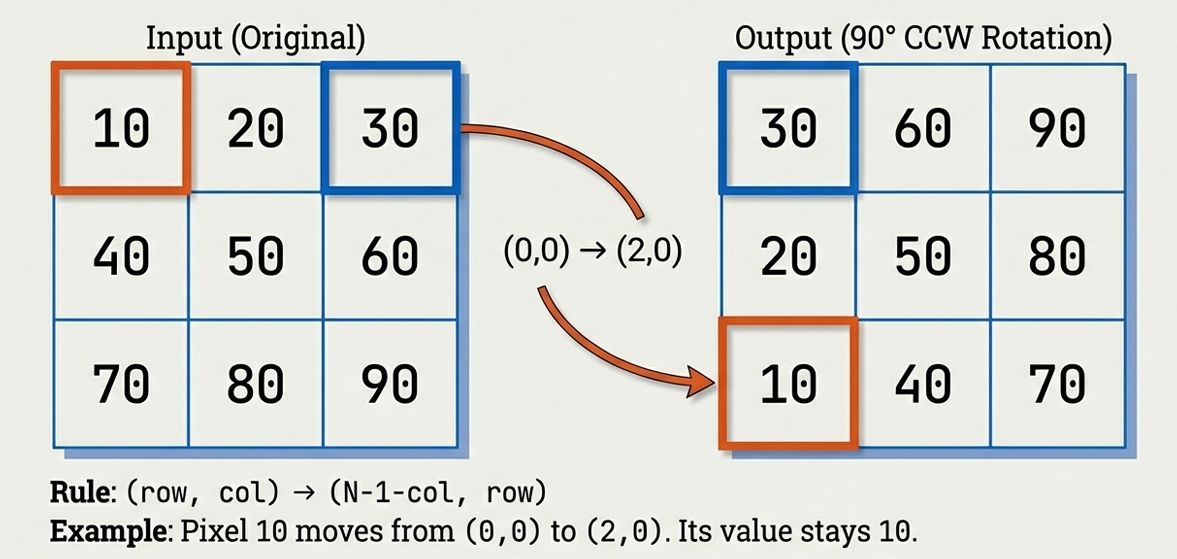 Input (Original)
Output (90° CCW Rotation)
10 20 30
30 60 90
40 50 60
(0,0) → (2,0)
20 50 80
70 80 90
10 40 70
Rule: (row, col) → (N-1-col, row)
Example: Pixel 10 moves from (0,0) to (2,0). Its value stays 10.